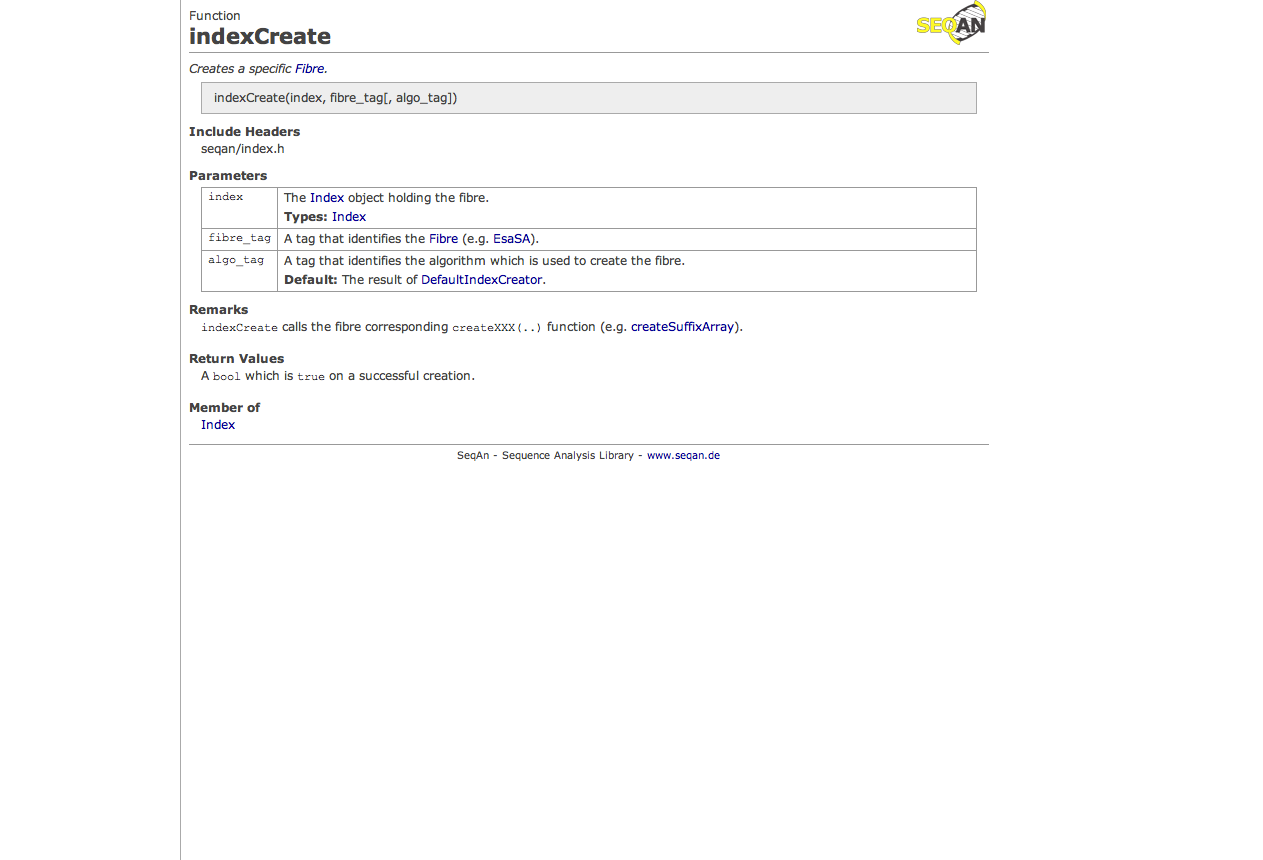 Function
SEQAN
indexCreate
Creates a specific Fibre.
indexCreate(index, fibre_tag[, algo_tag])
Include Headers
seqan/index.h
Parameters
index The Index object holding the fibre.
Types: Index
fibre_tag A tag that identifies the Fibre (e.g. EsaSA).
algo_tag A tag that identifies the algorithm which is used to create the fibre.
Default: The result of DefaultIndexCreator.
Remarks
indexCreate calls the fibre corresponding createXXX(..) function (e.g. createSuffixArray).
Return Values
A bool which is true on a successful creation.
Member of
Index
SeqAn - Sequence Analysis Library - www.seqan.de